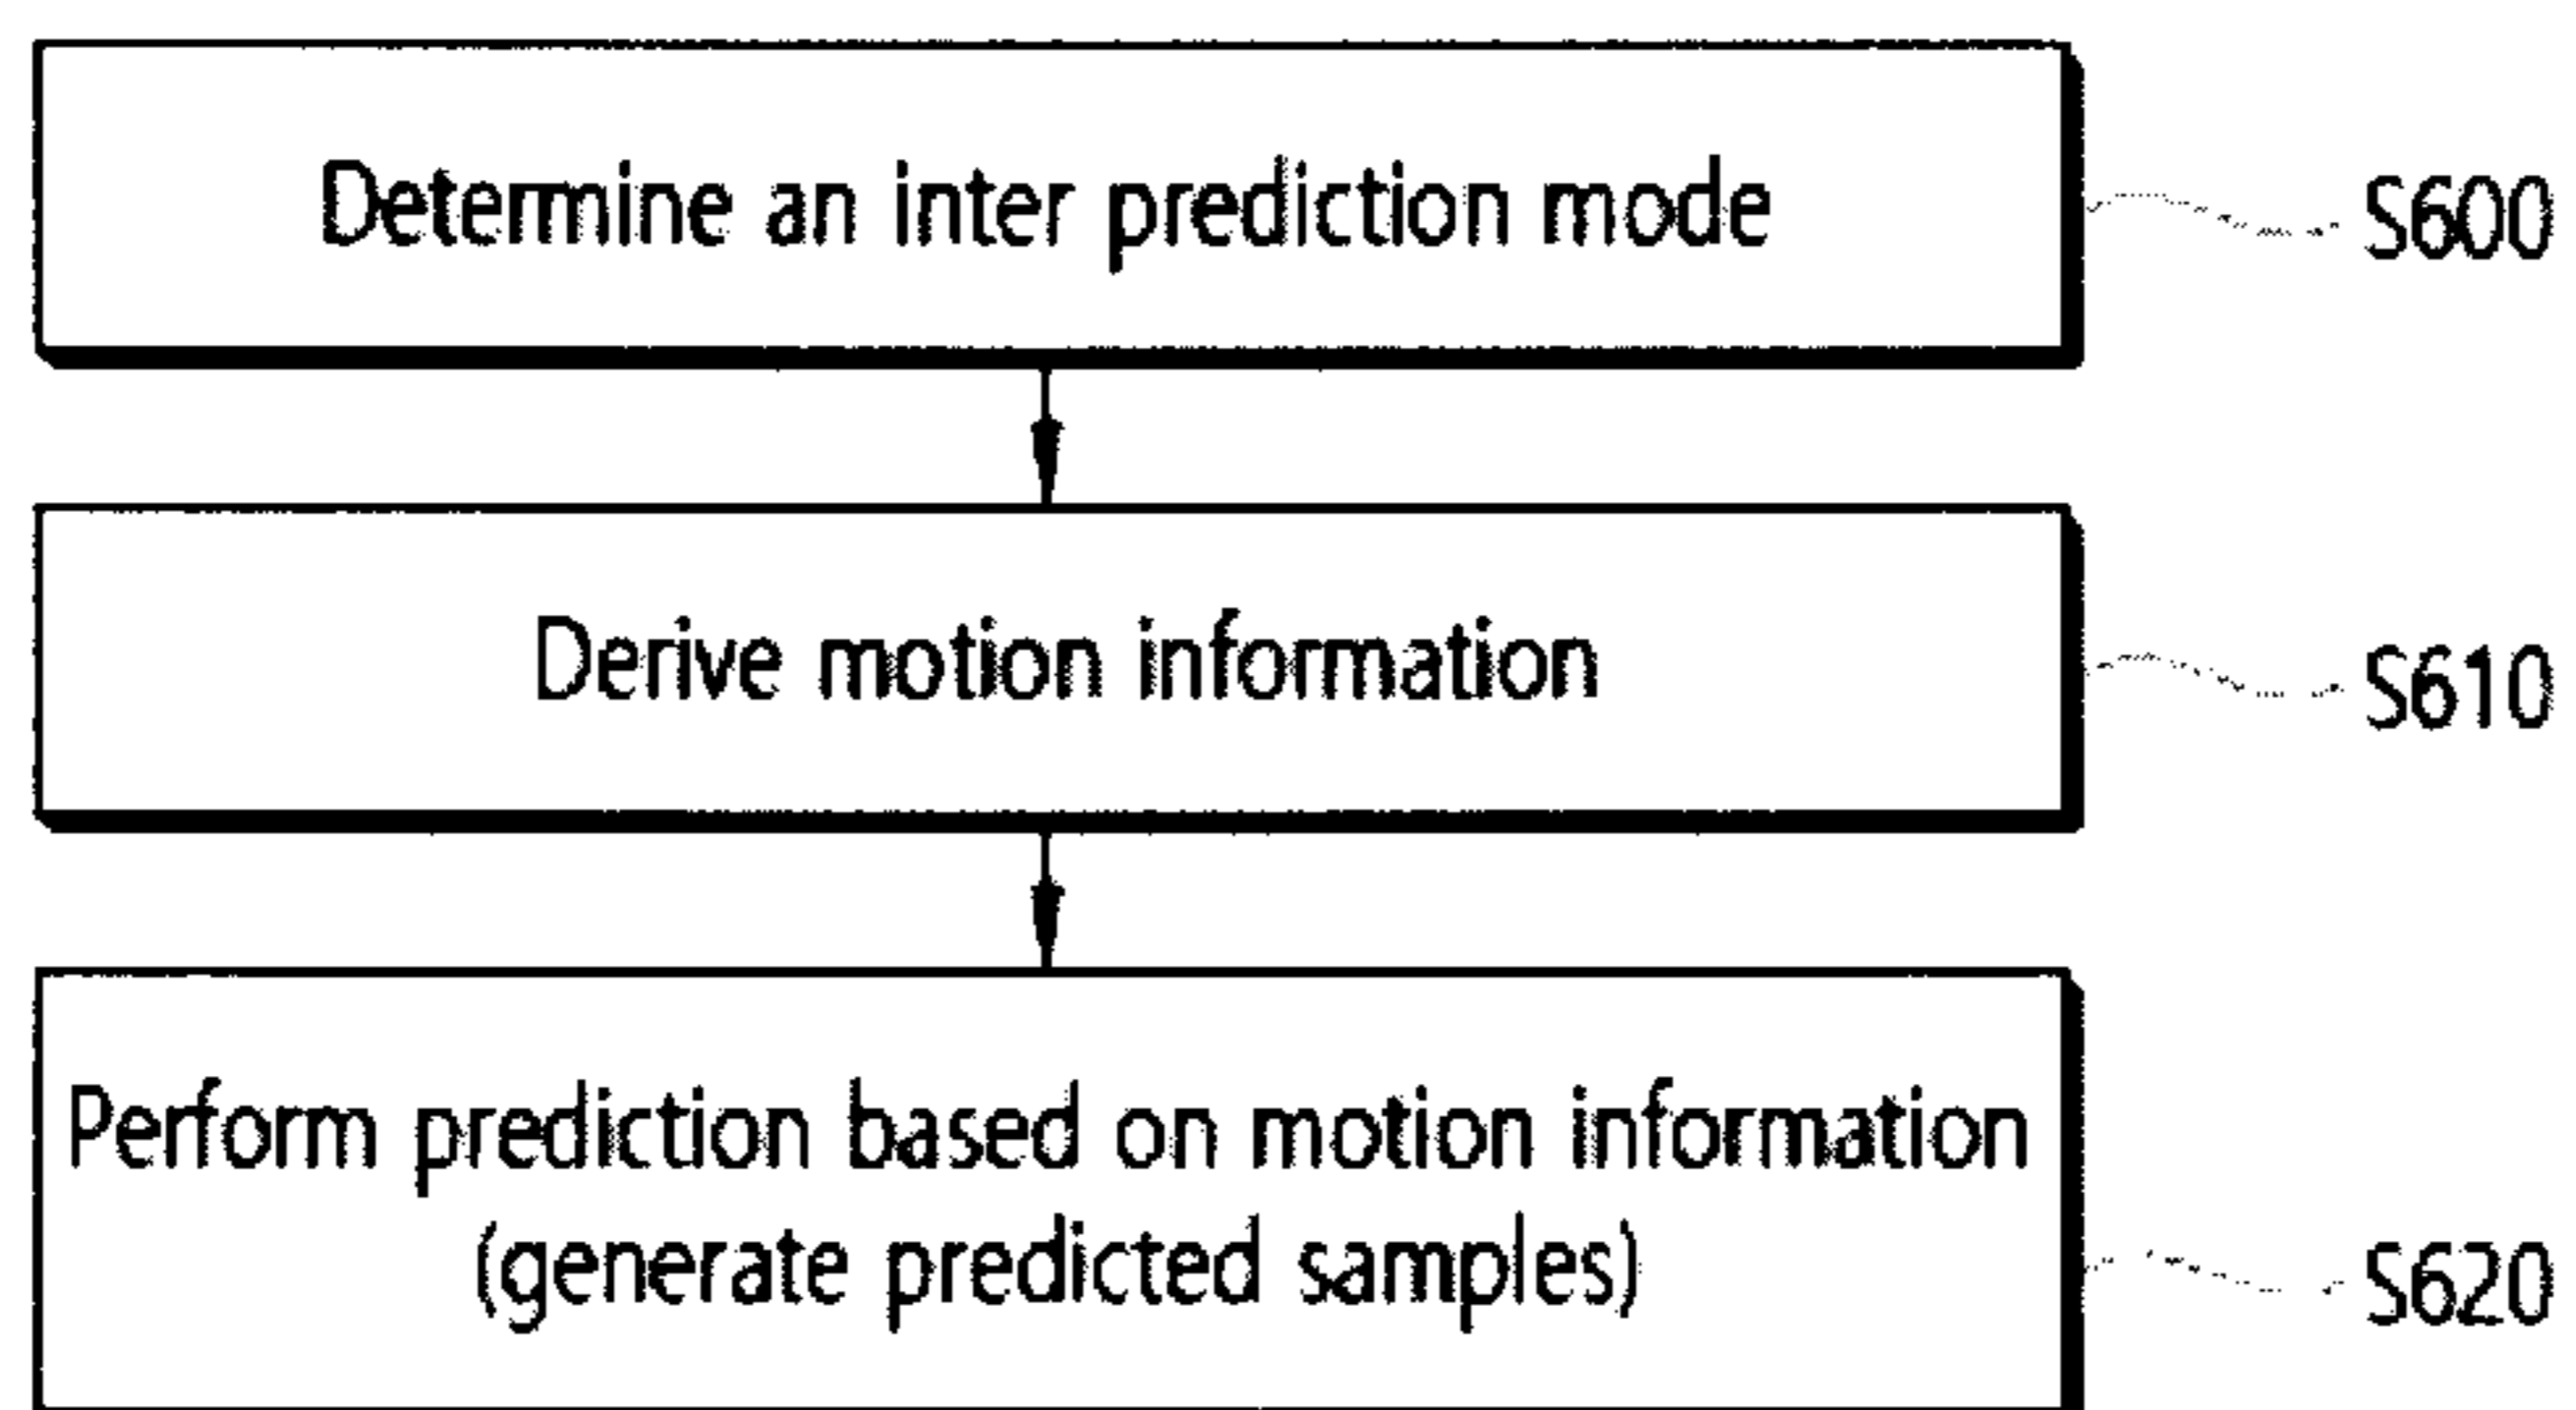 Determine an inter prediction mode
S600
Derive motion information
S610
Perform prediction based on motion information
(generate predicted samples)
S620